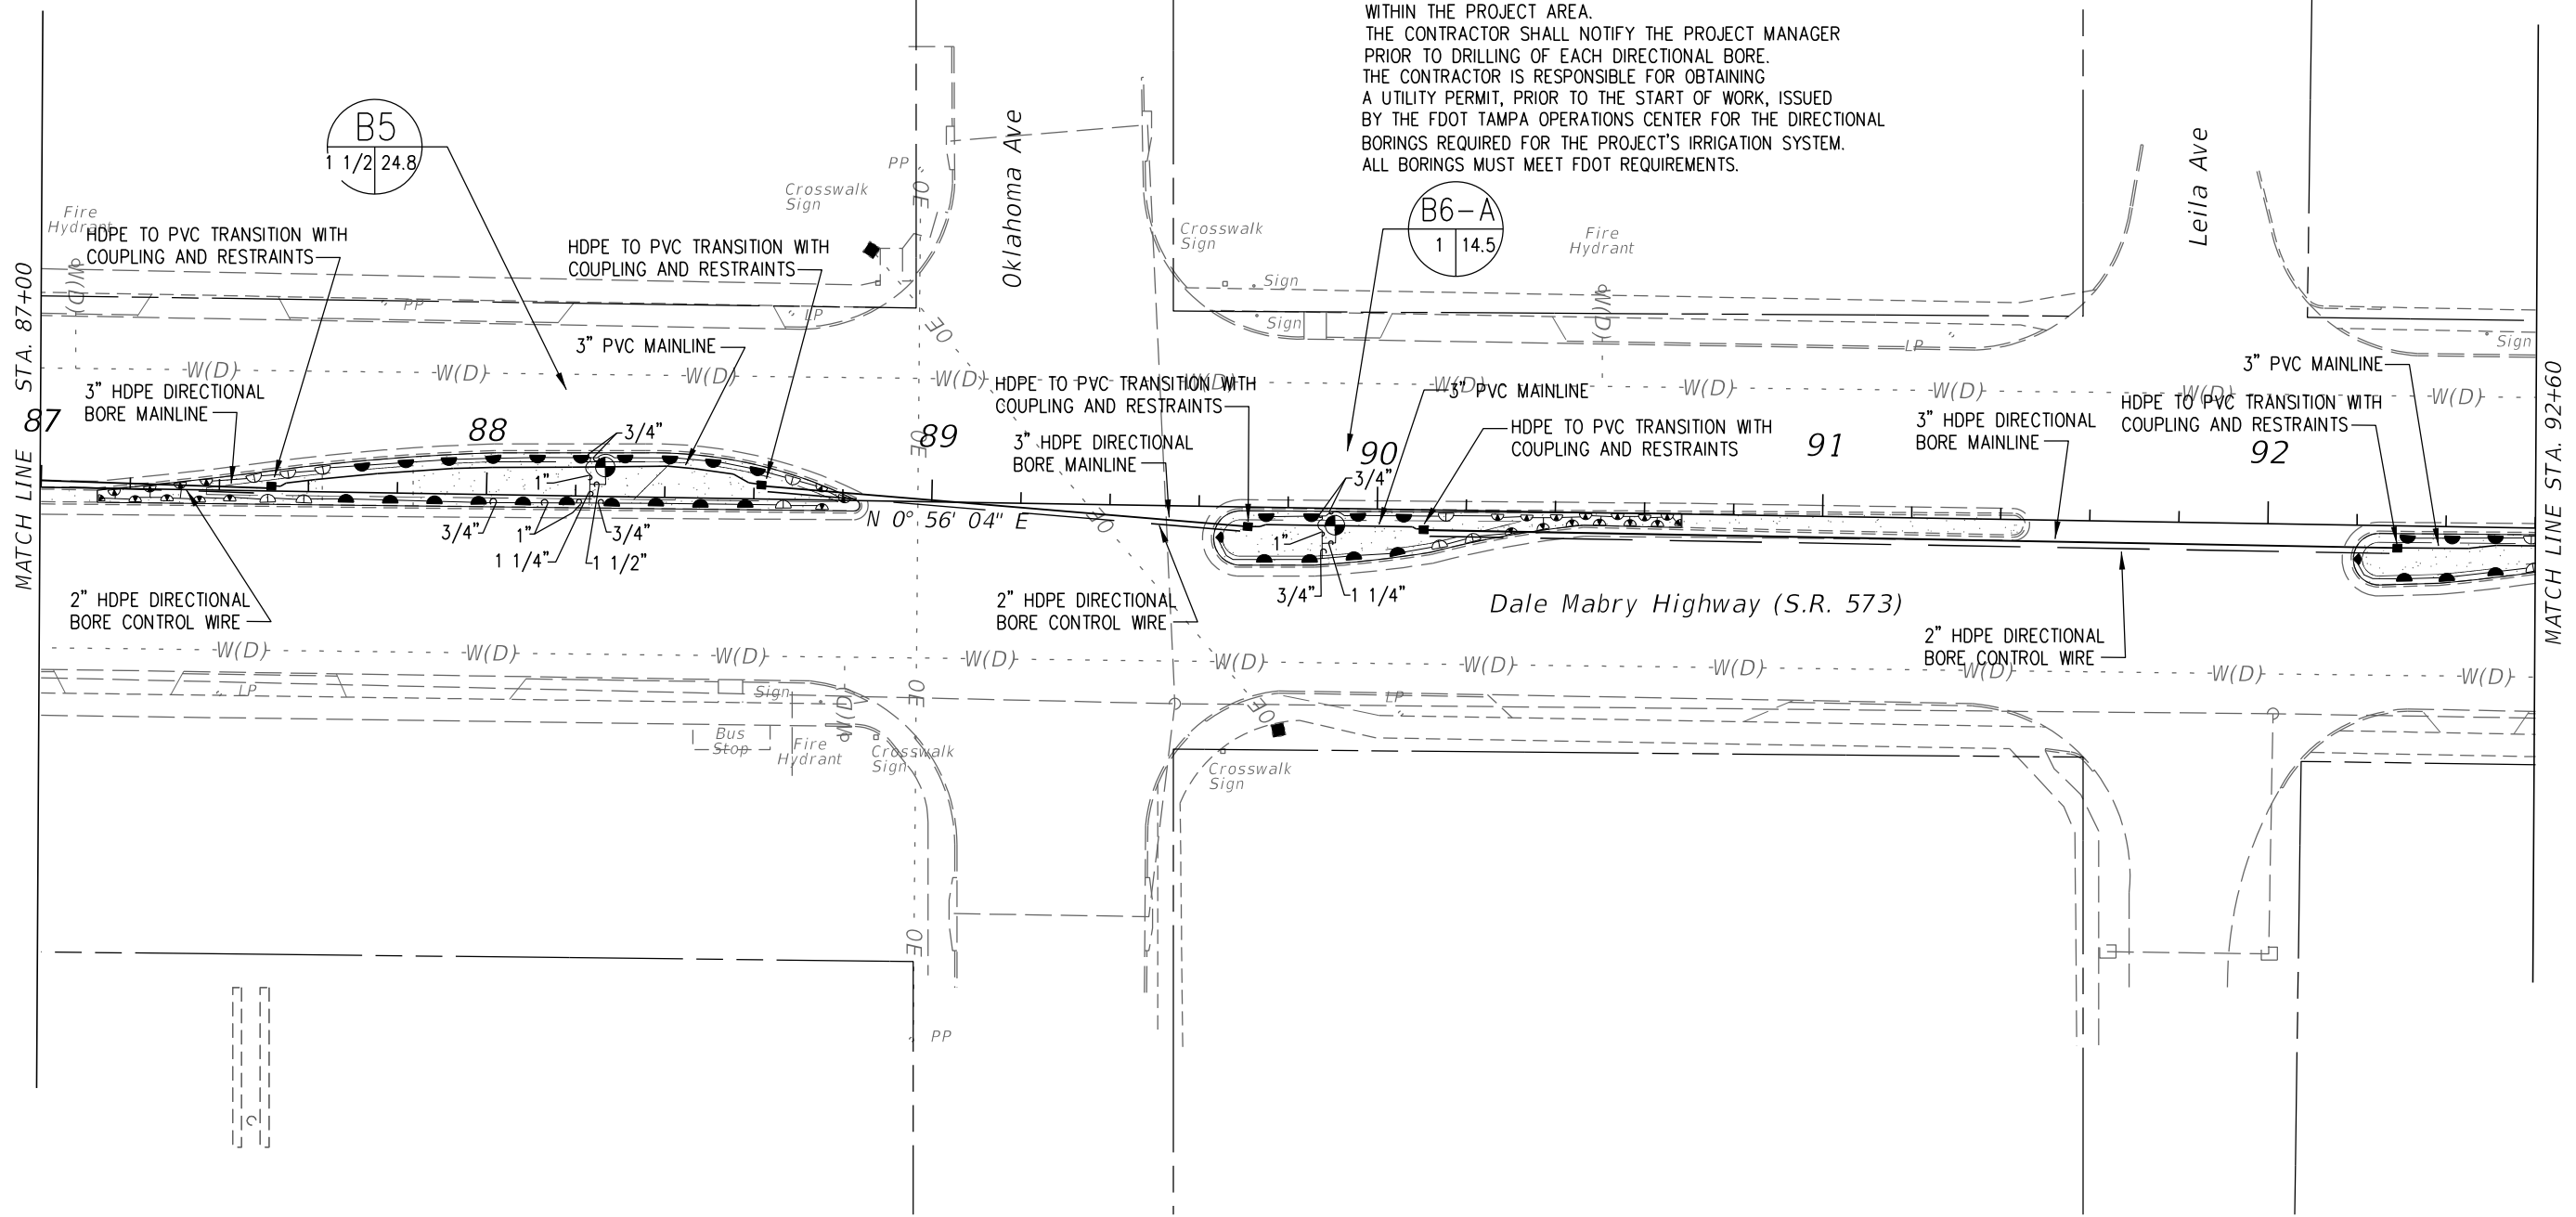 WITHIN THE PROJECT AREA.
THE CONTRACTOR SHALL NOTIFY THE PROJECT MANAGER
PRIOR TO DRILLING OF EACH DIRECTIONAL BORE.
THE CONTRACTOR IS RESPONSIBLE FOR OBTAINING
A UTILITY PERMIT, PRIOR TO THE START OF WORK, ISSUED
BY THE FDOT TAMPA OPERATIONS CENTER FOR THE DIRECTIONAL
BORINGS REQUIRED FOR THE PROJECT'S IRRIGATION SYSTEM.
ALL BORINGS MUST MEET FDOT REQUIREMENTS.
B5
1 1/2 24.8
PP
OE
Oklahoma Ave
Leila Ave
Crosswalk
Sign
Fire
Hydrant
HDPE TO PVC TRANSITION WITH
COUPLING AND RESTRAINTS
HDPE TO PVC TRANSITION WITH
COUPLING AND RESTRAINTS
B6-A
1 14.5
Crosswalk
Sign
Fire
Hydrant
Sign
Sign
W(D)
PP
LP
OE
W(D)
LP
Sign
MATCH LINE STA. 87+00
3" PVC MAINLINE
W(D)
W(D)
W(D)
W(D)
W(D)
W(D)
W(D)
W(D)
W(D)
W(D)
3" HDPE DIRECTIONAL
BORE MAINLINE
HDPE TO PVC TRANSITION WITH
COUPLING AND RESTRAINTS
3" PVC MAINLINE
3" PVC MAINLINE
HDPE TO PVC TRANSITION WITH
COUPLING AND RESTRAINTS
MATCH LINE STA. 92+60
87
88
89
90
91
92
3/4"
OE
3" HDPE DIRECTIONAL
BORE MAINLINE
HDPE TO PVC TRANSITION WITH
COUPLING AND RESTRAINTS
3" HDPE DIRECTIONAL
BORE MAINLINE
1"
3/4"
N 0° 56' 04" E
OE
3/4"
1"
3/4"
1 1/4"
1 1/2"
1"
3/4"
1 1/4"
2" HDPE DIRECTIONAL
BORE CONTROL WIRE
2" HDPE DIRECTIONAL
BORE CONTROL WIRE
Dale Mabry Highway (S.R. 573)
2" HDPE DIRECTIONAL
BORE CONTROL WIRE
W(D)
W(D)
W(D)
W(D)
W(D)
W(D)
W(D)
W(D)
W(D)
W(D)
LP
Sign
OE
W(D)
OE
LP
Bus
Stop
Fire
Hydrant
Crosswalk
Sign
Crosswalk
Sign
OE
PP
C